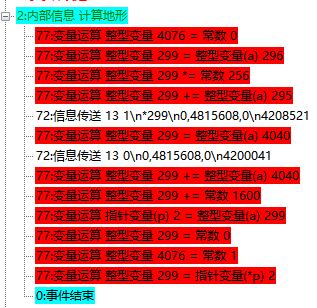 2:内部信息 计算地形
77:变量运算 整型变量 4076 = 常数 0
77:变量运算 整型变量 299 = 整型变量(a) 296
77:变量运算 整型变量 299 *= 常数 256
77:变量运算 整型变量 299 += 整型变量(a) 295
72:信息传送 13 1\n*299\n0,4815608,0\n4208521
77:变量运算 整型变量 299 = 整型变量(a) 4040
72:信息传送 13 0\n0,4815608,0\n4200041
77:变量运算 整型变量 299 += 整型变量(a) 4040
77:变量运算 整型变量 299 += 常数 1600
77:变量运算 指针变量(p) 2 = 整型变量(a) 299
77:变量运算 整型变量 299 = 常数 0
77:变量运算 整型变量 4076 = 常数 1
77:变量运算 整型变量 299 = 指针变量(*p) 2
0:事件结束